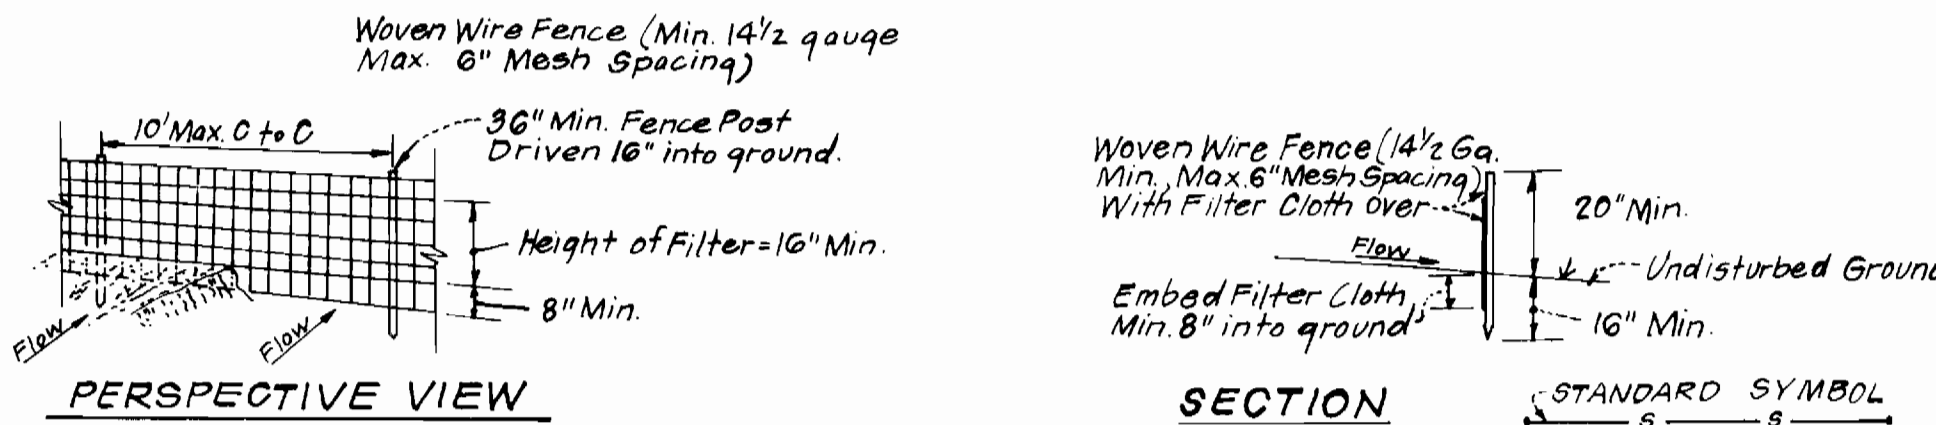 Woven Wire Fence (Min. 14½ gauge
Max. 6" Mesh Spacing)
10' Max. C to C
36" Min. Fence Post
Driven 16" into ground.
Height of Filter = 16" Min.
8" Min.
Flow
Flow
PERSPECTIVE VIEW
Woven Wire Fence (14½ Ga.
Min., Max. 6" Mesh Spacing)
With Filter Cloth Over
20" Min.
Flow
Undisturbed Ground
Embed Filter Cloth
Min. 8" into ground
16" Min.
SECTION
STANDARD SYMBOL
S S